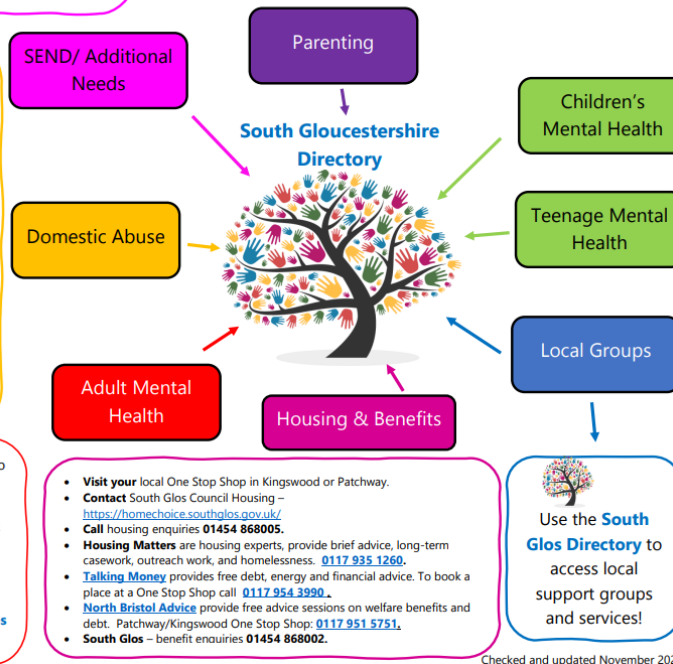 Parenting
SEND/ Additional
Needs
South Gloucestershire
Directory
Children's
Mental Health
Domestic Abuse
Teenage Mental
Health
Local Groups
Adult Mental
Health
Housing & Benefits
• Visit your local One Stop Shop in Kingswood or Patchway.
• Contact South Glos Council Housing –
https://homechoice.southglos.gov.uk/
• Call housing enquiries 01454 868005.
• Housing Matters are housing experts, provide brief advice, long-term
casework, outreach work, and homelessness. 0117 935 1260.
• Talking Money provides free debt, energy and financial advice. To book a
place at a One Stop Shop call 0117 954 3990 .
• North Bristol Advice provide free advice sessions on welfare benefits and
debt. Patchway/Kingswood One Stop Shop: 0117 951 5751.
• South Glos – benefit enquiries 01454 868002.
Use the South
Glos Directory to
access local
support groups
and services!
Checked and updated November